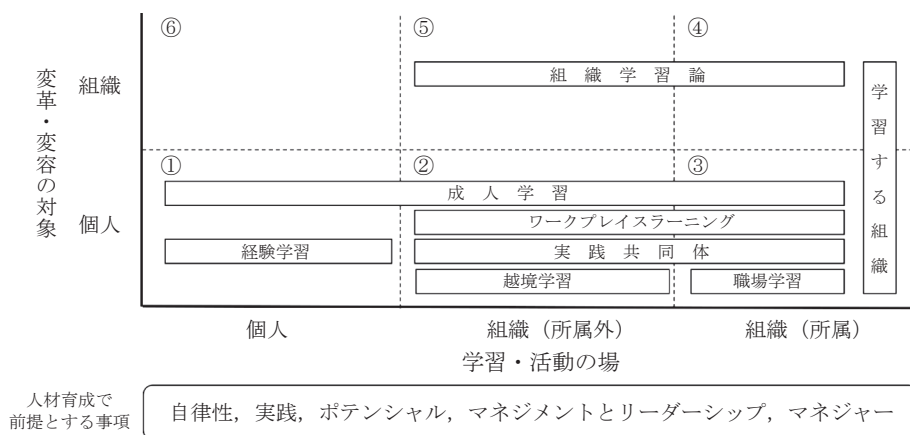 ⑥
⑤
④
変革・変容の対象
組織
組織学習論
学習する組織
①
②
③
個人
成人学習
ワークプレイスラーニング
経験学習
実践共同体
越境学習
職場学習
個人
組織（所属外）
組織（所属）
学習・活動の場
人材育成で
前提とする事項
自律性，実践，ポテンシャル，マネジメントとリーダーシップ，マネジャー